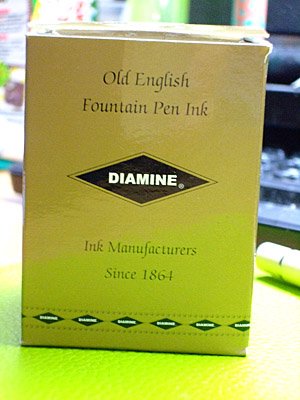 Old English
Fountain Pen Ink
DIAMINE®
Ink Manufacturers
Since 1864
DIAMINE DIAMINE DIAMINE DIAMINE DIAMINE DIAMINE